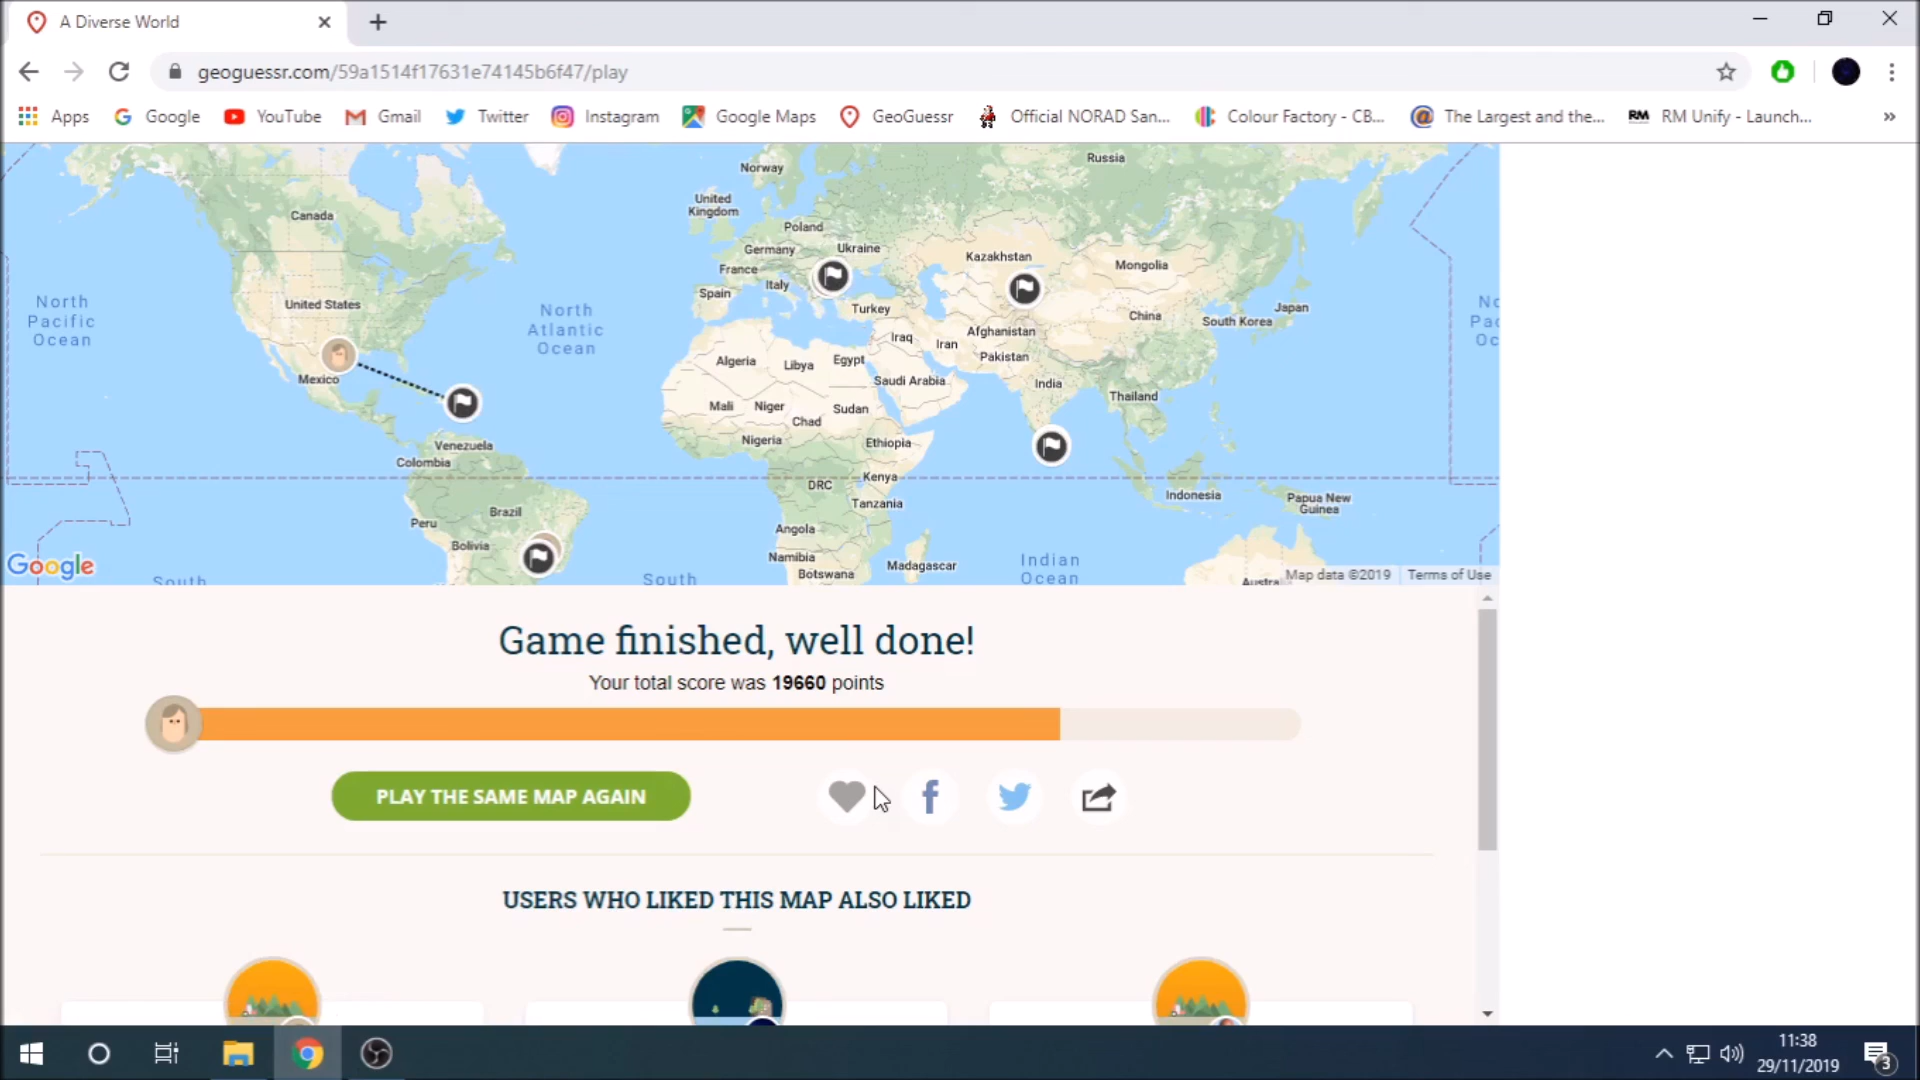 A Diverse World
geoguessr.com/59a1514f17631e74145b6f47/play
Apps
Google
YouTube
Gmail
Twitter
Instagram
Google Maps
GeoGuessr
Official NORAD San...
Colour Factory - CB...
The Largest and the...
RM
RM Unify - Launch...
»
Russia
Norway
Canada
United
Kingdom
Poland
Germany
Ukraine
France
Italy
Spain
Kazakhstan
Mongolia
North
Pacific
Ocean
United States
North
Atlantic
Ocean
Turkey
China
Japan
South Korea
Afghanistan
Iraq
Iran
Pakistan
Algeria
Libya
Egypt
Saudi Arabia
India
Mexico
Thailand
Mali
Niger
Chad
Sudan
Nigeria
Ethiopia
Venezuela
Colombia
DRC
Kenya
Tanzania
Indonesia
Papua New
Guinea
Peru
Brazil
Bolivia
Angola
Namibia
Botswana
Madagascar
Indian
Ocean
South
South
Austra
Google
Map data ©2019
Terms of Use
Game finished, well done!
Your total score was 19660 points
PLAY THE SAME MAP AGAIN
USERS WHO LIKED THIS MAP ALSO LIKED
11:38
29/11/2019
3